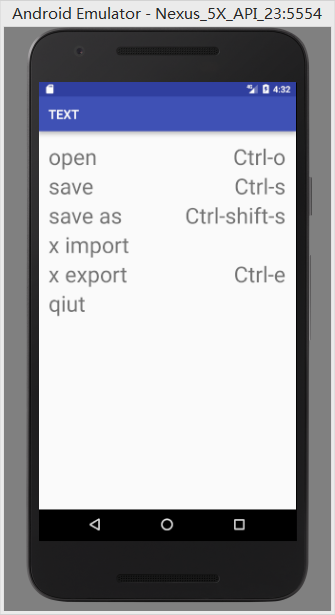 Android Emulator - Nexus_5X_API_23:5554
4:32
TEXT
open Ctrl-o
save Ctrl-s
save as Ctrl-shift-s
x import
x export Ctrl-e
qiut